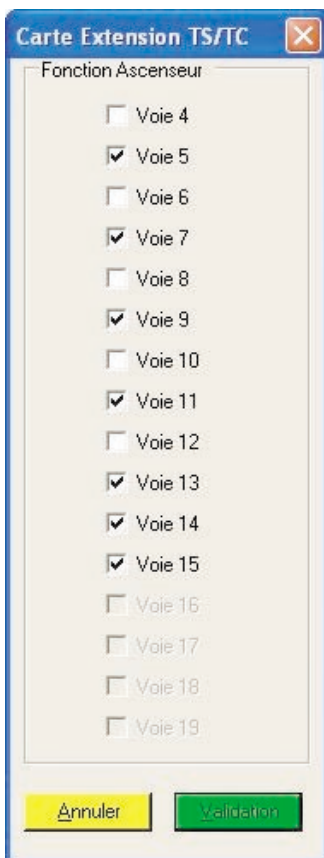 Carte Extension TS/TC
Fonction Ascenseur
Voie 4
Voie 5
Voie 6
Voie 7
Voie 8
Voie 9
Voie 10
Voie 11
Voie 12
Voie 13
Voie 14
Voie 15
Voie 16
Voie 17
Voie 18
Voie 19
Annuler Validation